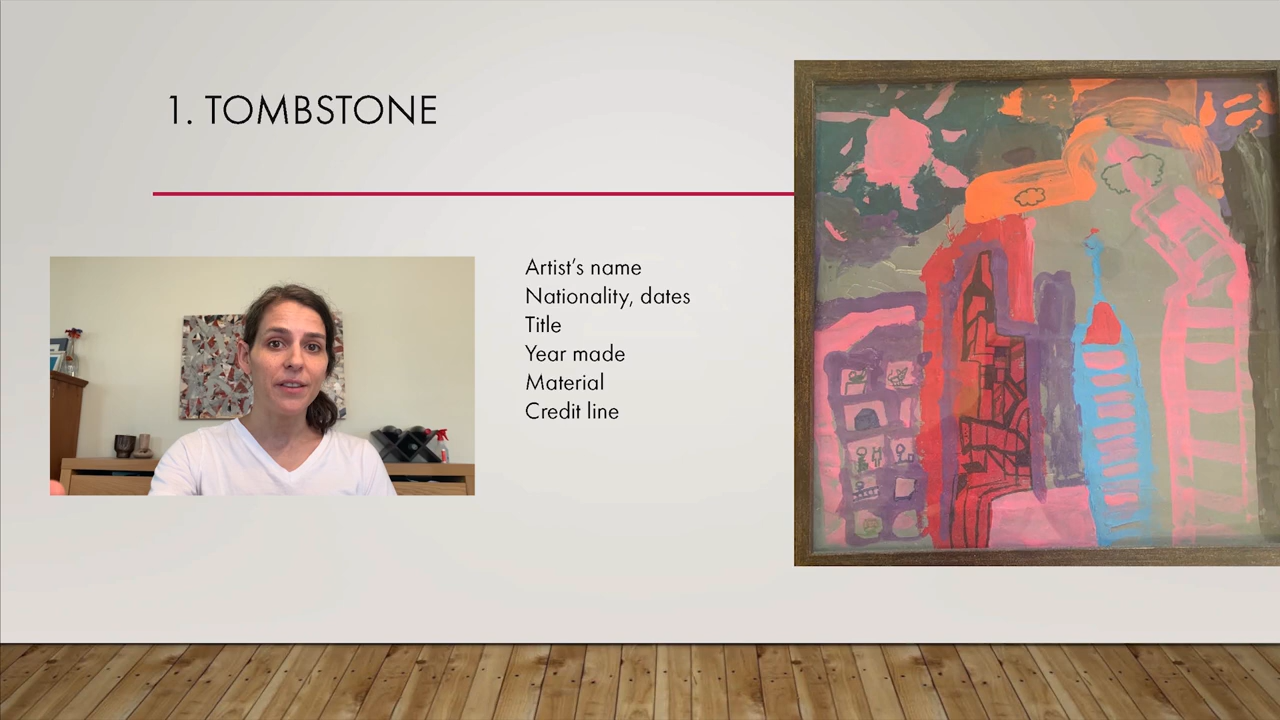 1. TOMBSTONE
Artist's name
Nationality, dates
Title
Year made
Material
Credit line